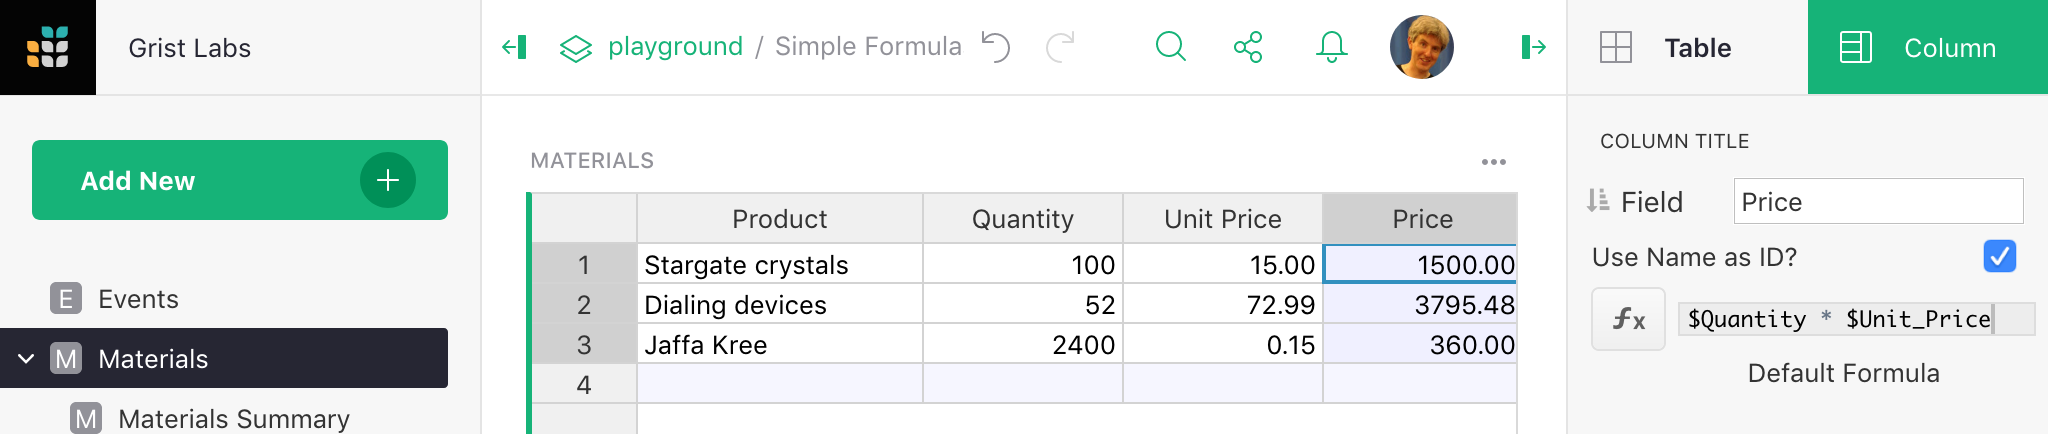 Grist Labs
playground / Simple Formula
Table
Column
Add New
E Events
M Materials
M Materials Summary
MATERIALS
Product Quantity Unit Price Price
1 Stargate crystals 100 15.00 1500.00
2 Dialing devices 52 72.99 3795.48
3 Jaffa Kree 2400 0.15 360.00
4
COLUMN TITLE
Field Price
Use Name as ID?
fx $Quantity * $Unit_Price
Default Formula